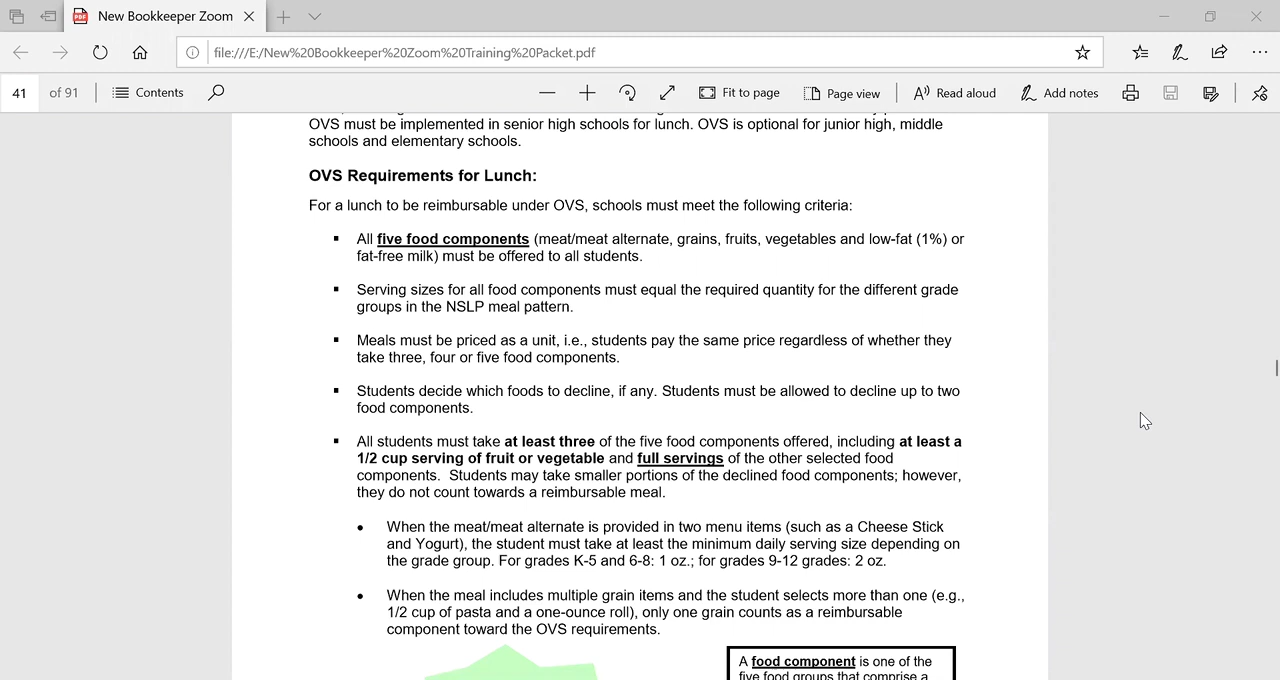 New Bookkeeper Zoom
file:///E:/New%20Bookkeeper%20Zoom%20Training%20Packet.pdf
41 of 91 Contents Fit to page Page view Read aloud Add notes
OVS must be implemented in senior high schools for lunch. OVS is optional for junior high, middle
schools and elementary schools.
OVS Requirements for Lunch:
For a lunch to be reimbursable under OVS, schools must meet the following criteria:
▪ All five food components (meat/meat alternate, grains, fruits, vegetables and low-fat (1%) or
fat-free milk) must be offered to all students.
▪ Serving sizes for all food components must equal the required quantity for the different grade
groups in the NSLP meal pattern.
▪ Meals must be priced as a unit, i.e., students pay the same price regardless of whether they
take three, four or five food components.
▪ Students decide which foods to decline, if any. Students must be allowed to decline up to two
food components.
▪ All students must take at least three of the five food components offered, including at least a
1/2 cup serving of fruit or vegetable and full servings of the other selected food
components. Students may take smaller portions of the declined food components; however,
they do not count towards a reimbursable meal.
• When the meat/meat alternate is provided in two menu items (such as a Cheese Stick
and Yogurt), the student must take at least the minimum daily serving size depending on
the grade group. For grades K-5 and 6-8: 1 oz.; for grades 9-12 grades: 2 oz.
• When the meal includes multiple grain items and the student selects more than one (e.g.,
1/2 cup of pasta and a one-ounce roll), only one grain counts as a reimbursable
component toward the OVS requirements.
A food component is one of the
five food groups that comprise a